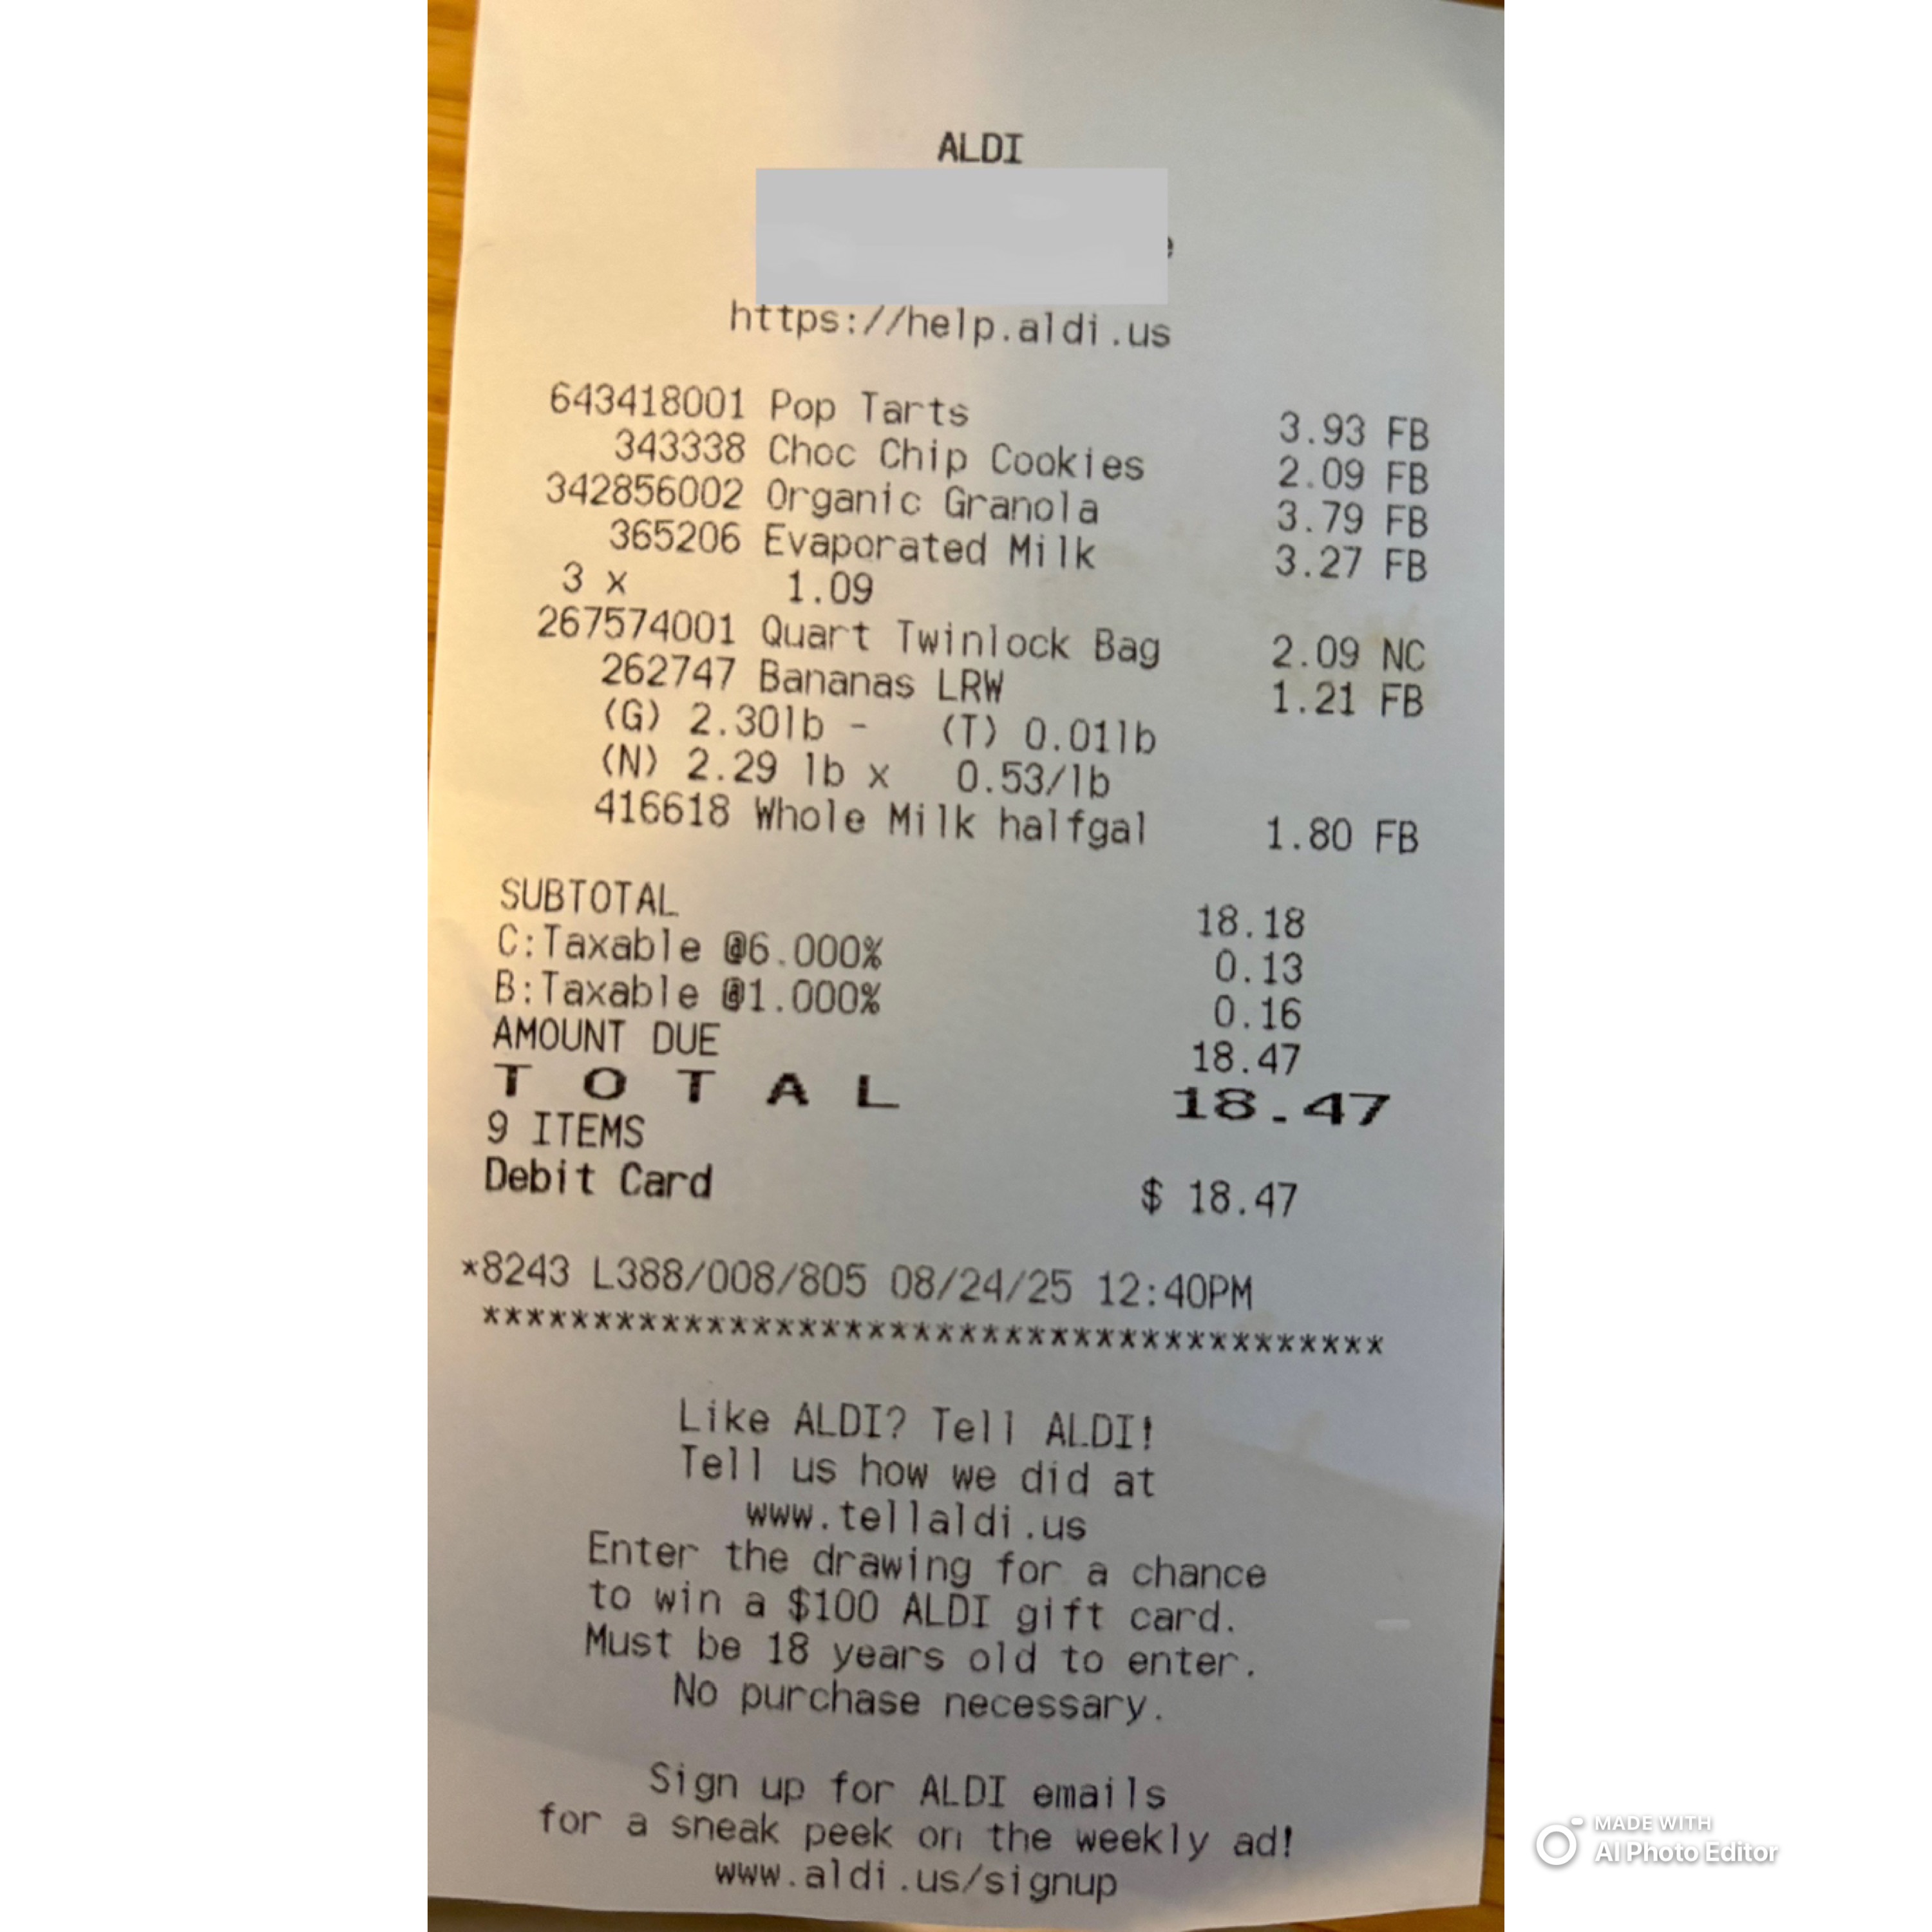 ALDI
https://help.aldi.us
643418001 Pop Tarts 3.93 FB
343338 Choc Chip Cookies 2.09 FB
342856002 Organic Granola 3.79 FB
365206 Evaporated Milk 3.27 FB
3 x 1.09
267574001 Quart Twinlock Bag 2.09 NC
262747 Bananas LRW 1.21 FB
(G) 2.30lb - (T) 0.01lb
(N) 2.29 lb x 0.53/lb
416618 Whole Milk halfgal 1.80 FB
SUBTOTAL 18.18
C:Taxable @6.000% 0.13
B:Taxable @1.000% 0.16
AMOUNT DUE 18.47
T O T A L 18.47
9 ITEMS
Debit Card $ 18.47
*8243 L388/008/805 08/24/25 12:40PM
*****************************************
Like ALDI? Tell ALDI!
Tell us how we did at
www.tellaldi.us
Enter the drawing for a chance
to win a $100 ALDI gift card.
Must be 18 years old to enter.
No purchase necessary.
Sign up for ALDI emails
for a sneak peek on the weekly ad!
www.aldi.us/signup
MADE WITH
AI Photo Editor